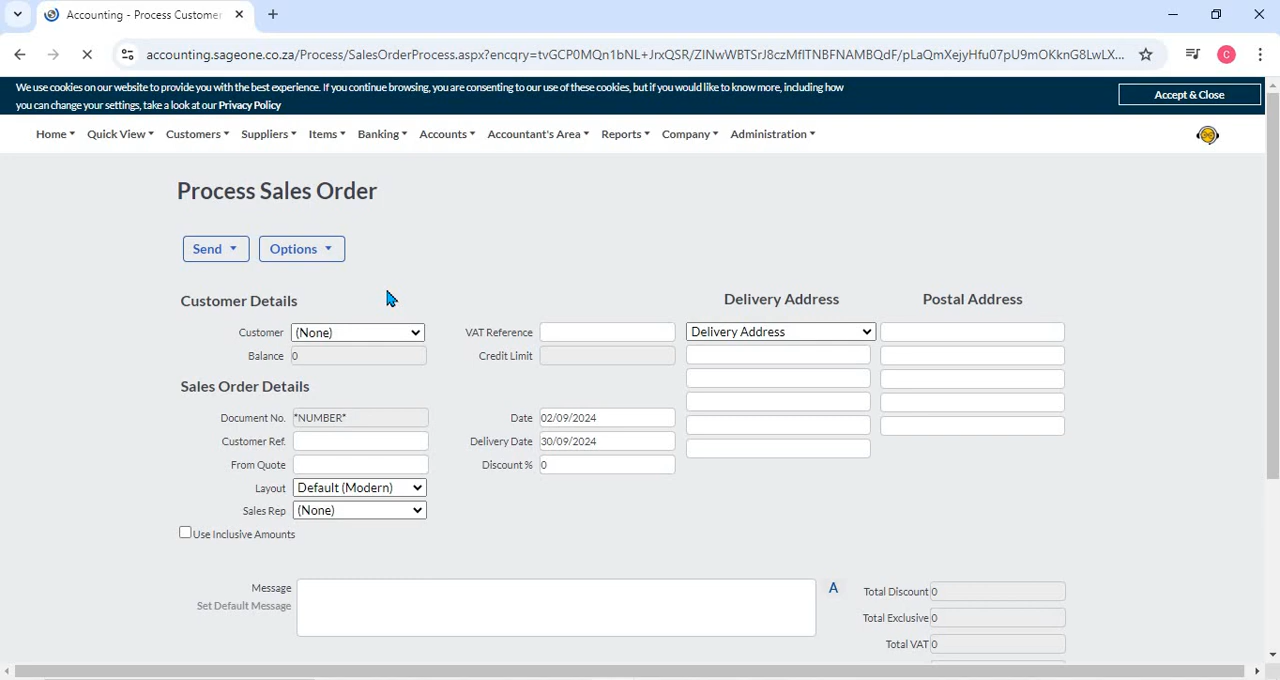 Accounting - Process Customer
accounting.sageone.co.za/Process/SalesOrderProcess.aspx?encqry=tvGCP0MQn1bNL+JrxQSR/ZINwWBTSrJ8czMflTNBFNAMBQdF/pLaQmXejyHfu07pU9mOKknG8LwLX...
C
We use cookies on our website to provide you with the best experience. If you continue browsing, you are consenting to our use of these cookies, but if you would like to know more, including how
you can change your settings, take a look at our Privacy Policy
Accept & Close
Home Quick View Customers Suppliers Items Banking Accounts Accountant's Area Reports Company Administration
Process Sales Order
Send Options
Customer Details
Delivery Address
Postal Address
Customer (None) VAT Reference Delivery Address
Balance 0 Credit Limit
Sales Order Details
Document No. *NUMBER* Date 02/09/2024
Customer Ref. Delivery Date 30/09/2024
From Quote Discount % 0
Layout Default (Modern)
Sales Rep (None)
Use Inclusive Amounts
Message A Total Discount 0
Set Default Message
Total Exclusive 0
Total VAT 0